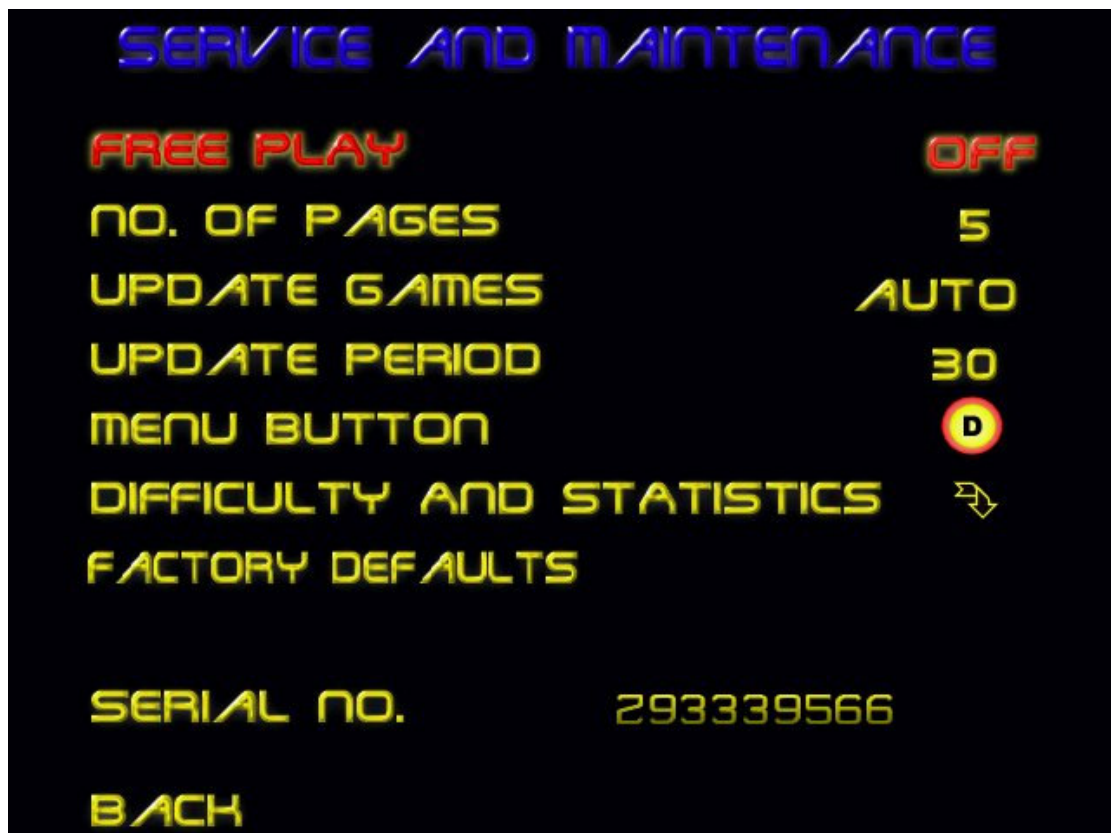 SERVICE AND MAINTENANCE
FREE PLAY OFF
NO. OF PAGES 5
UPDATE GAMES AUTO
UPDATE PERIOD 30
MENU BUTTON D
DIFFICULTY AND STATISTICS
FACTORY DEFAULTS
SERIAL NO. 293339566
BACK